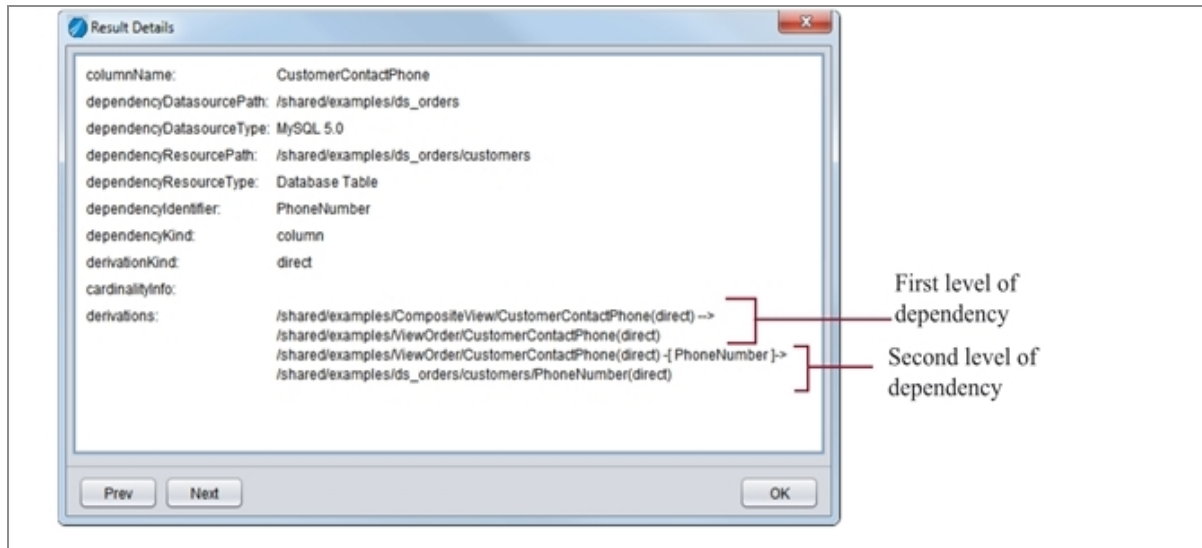 Result Details
columnName: CustomerContactPhone
dependencyDatasourcePath: /shared/examples/ds_orders
dependencyDatasourceType: MySQL 5.0
dependencyResourcePath: /shared/examples/ds_orders/customers
dependencyResourceType: Database Table
dependencyIdentifier: PhoneNumber
dependencyKind: column
derivationKind: direct
cardinalityInfo:
derivations: /shared/examples/CompositeView/CustomerContactPhone(direct) -->
/shared/examples/ViewOrder/CustomerContactPhone(direct)
/shared/examples/ViewOrder/CustomerContactPhone(direct) -[ PhoneNumber ]->
/shared/examples/ds_orders/customers/PhoneNumber(direct)
First level of
dependency
Second level of
dependency
Prev Next OK